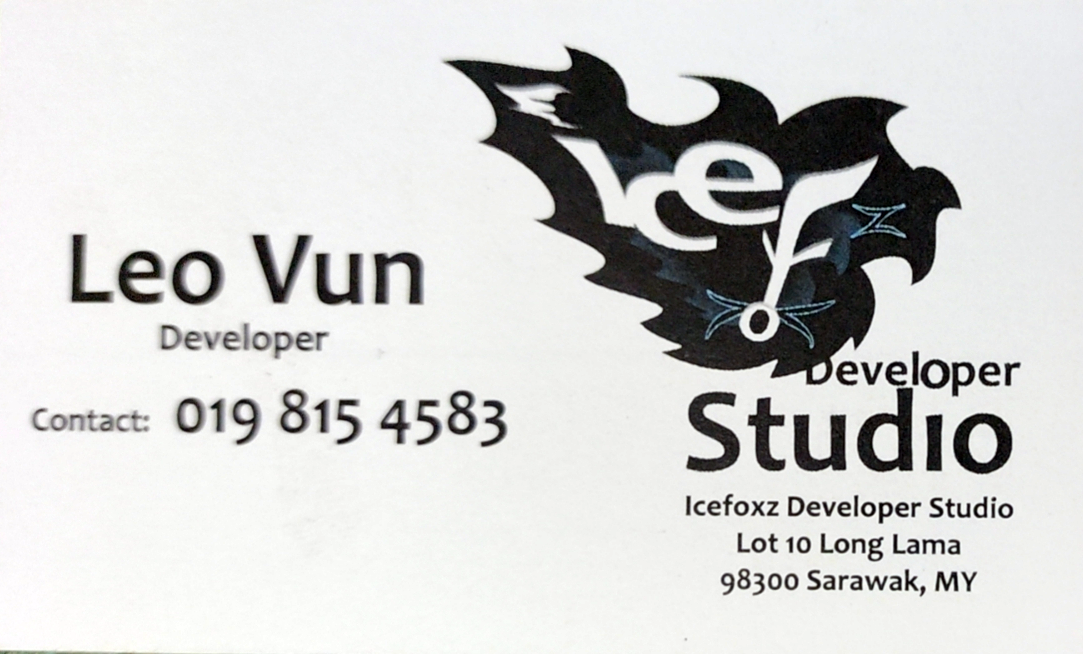 Leo Vun
Developer
Contact: 019 815 4583
Icefoxz
Developer
Studio
Icefoxz Developer Studio
Lot 10 Long Lama
98300 Sarawak, MY